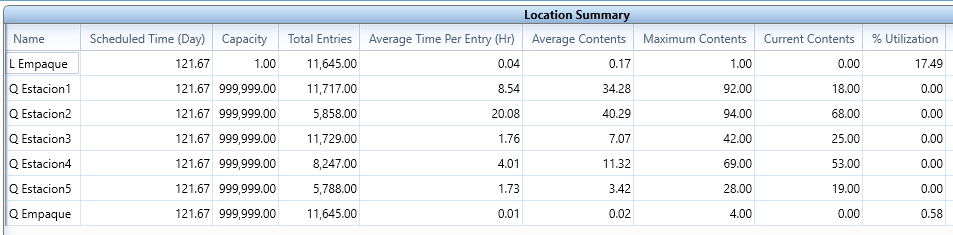 Location Summary
Name Scheduled Time (Day) Capacity Total Entries Average Time Per Entry (Hr) Average Contents Maximum Contents Current Contents % Utilization
L Empaque 121.67 1.00 11,645.00 0.04 0.17 1.00 0.00 17.49
Q Estacion1 121.67 999,999.00 11,717.00 8.54 34.28 92.00 18.00 0.00
Q Estacion2 121.67 999,999.00 5,858.00 20.08 40.29 94.00 68.00 0.00
Q Estacion3 121.67 999,999.00 11,729.00 1.76 7.07 42.00 25.00 0.00
Q Estacion4 121.67 999,999.00 8,247.00 4.01 11.32 69.00 53.00 0.00
Q Estacion5 121.67 999,999.00 5,788.00 1.73 3.42 28.00 19.00 0.00
Q Empaque 121.67 999,999.00 11,645.00 0.01 0.02 4.00 0.00 0.58